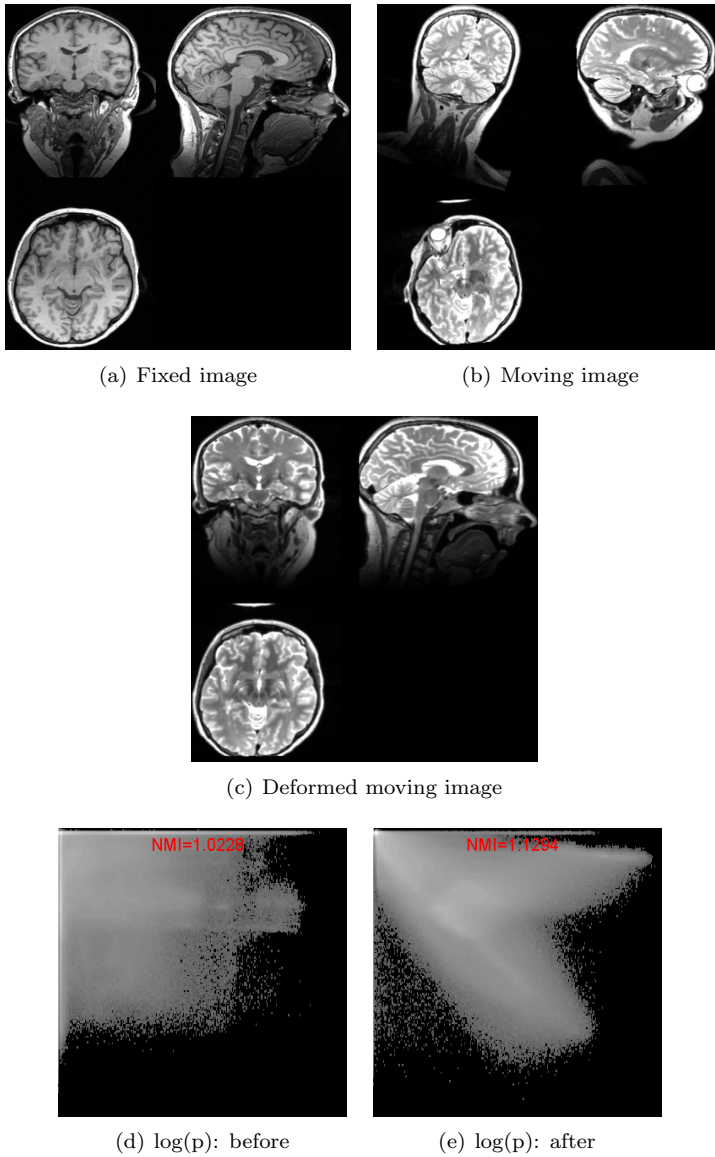 (a) Fixed image
(b) Moving image
(c) Deformed moving image
NMI=1.0228
NMI=1.1294
(d) log(p): before
(e) log(p): after